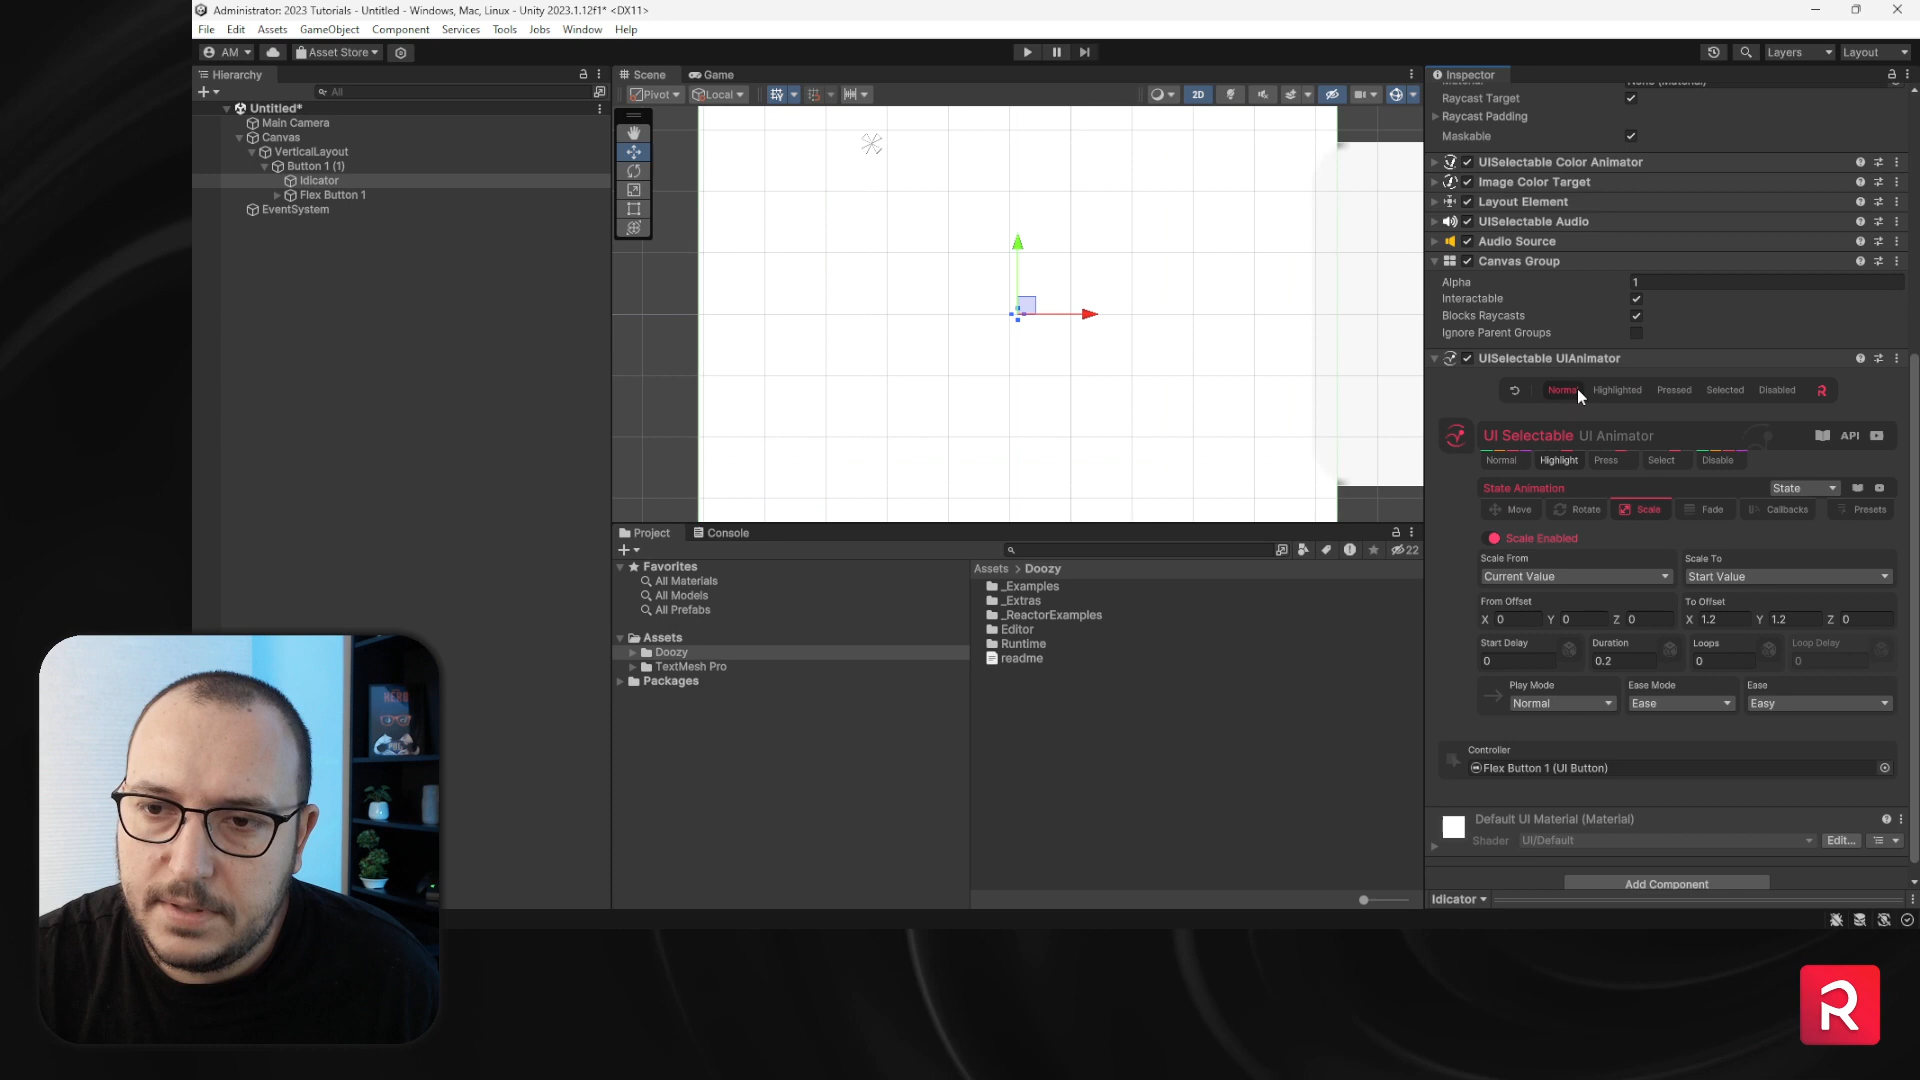 Administrator: 2023 Tutorials - Untitled - Windows, Mac, Linux - Unity 2023.1.12f1* <DX11>
File Edit Assets GameObject Component Services Tools Jobs Window Help
AM Asset Store Layers Layout
Hierarchy
All
Untitled*
Main Camera
Canvas
VerticalLayout
Button 1 (1)
Idicator
Flex Button 1
EventSystem
Scene Game
Pivot Local 2D
Project Console
22
Favorites
All Materials
All Models
All Prefabs
Assets
Doozy
TextMesh Pro
Packages
Assets > Doozy
_Examples
_Extras
_ReactorExamples
Editor
Runtime
readme
Inspector
Raycast Target
Raycast Padding
Maskable
UISelectable Color Animator
Image Color Target
Layout Element
UISelectable Audio
Audio Source
Canvas Group
Alpha 1
Interactable
Blocks Raycasts
Ignore Parent Groups
UISelectable UIAnimator
Normal Highlighted Pressed Selected Disabled
UI Selectable UI Animator API
Normal Highlight Press Select Disable
State Animation State
Move Rotate Scale Fade Callbacks Presets
Scale Enabled
Scale From Scale To
Current Value Start Value
From Offset To Offset
X 0 Y 0 Z 0 X 1.2 Y 1.2 Z 0
Start Delay Duration Loops Loop Delay
0 0.2 0 0
Play Mode Ease Mode Ease
Normal Ease Easy
Controller
Flex Button 1 (UI Button)
Default UI Material (Material)
Shader UI/Default Edit...
Add Component
Idicator
HERO
R